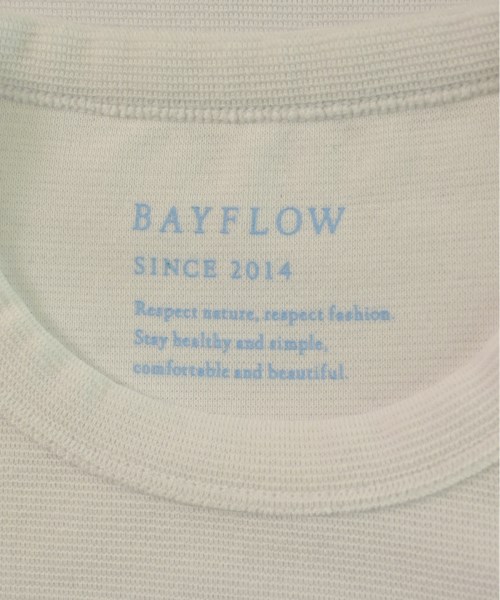 BAYFLOW
SINCE 2014
Respect nature, respect fashion.
Stay healthy and simple,
comfortable and beautiful.